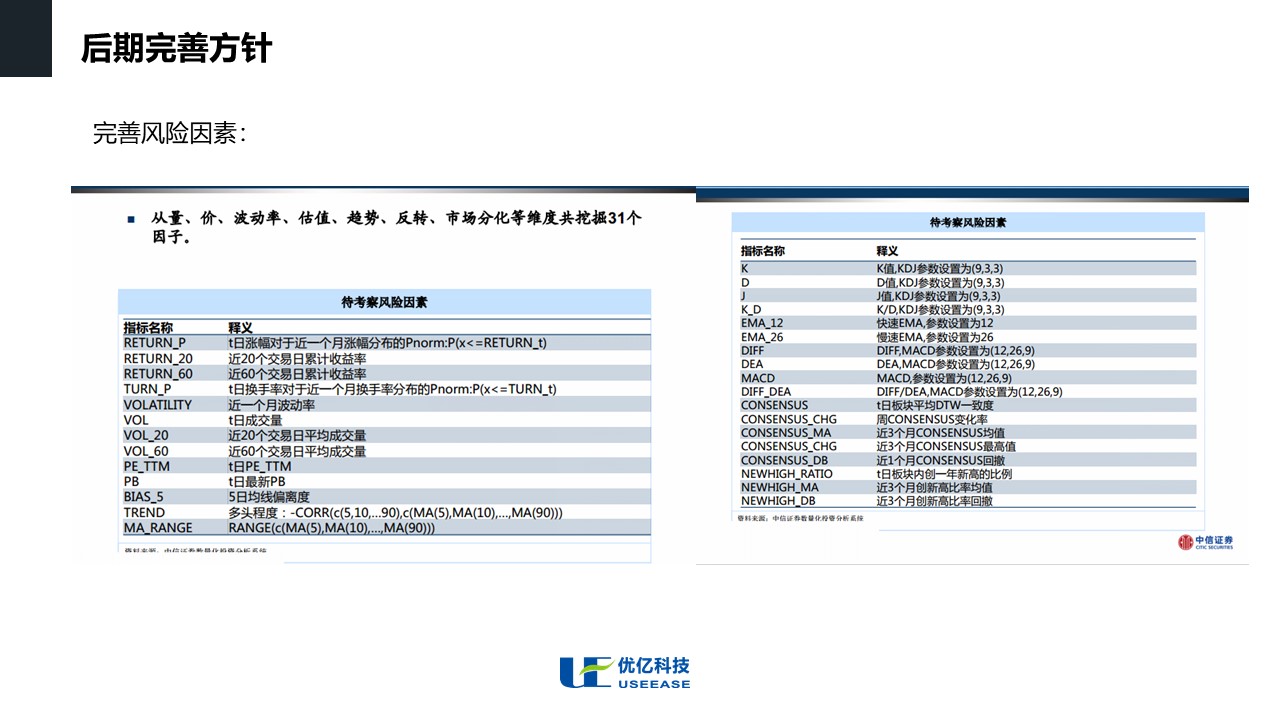 后期完善方针
完善风险因素：
■ 从量、价、波动率、估值、趋势、反转、市场分化等维度共挖掘31个
因子。
待考察风险因素
指标名称 释义
RETURN_P t日涨幅对于近一个月涨幅分布的Pnorm:P(x<=RETURN_t)
RETURN_20 近20个交易日累计收益率
RETURN_60 近60个交易日累计收益率
TURN_P t日换手率对于近一个月换手率分布的Pnorm:P(x<=TURN_t)
VOLATILITY 近一个月波动率
VOL t日成交量
VOL_20 近20个交易日平均成交量
VOL_60 近60个交易日平均成交量
PE_TTM t日PE_TTM
PB t日最新PB
BIAS_5 5日均线偏离度
TREND 多头程度：-CORR(c(5,10,...90),c(MA(5),MA(10),...,MA(90)))
MA_RANGE RANGE(c(MA(5),MA(10),...,MA(90)))
资料来源：中信证券数量化投资分析系统
待考察风险因素
指标名称 释义
K K值,KDJ参数设置为(9,3,3)
D D值,KDJ参数设置为(9,3,3)
J J值,KDJ参数设置为(9,3,3)
K_D K/D,KDJ参数设置为(9,3,3)
EMA_12 快速EMA,参数设置为12
EMA_26 慢速EMA,参数设置为26
DIFF DIFF,MACD参数设置为(12,26,9)
DEA DEA,MACD参数设置为(12,26,9)
MACD MACD,参数设置为(12,26,9)
DIFF_DEA DIFF/DEA,MACD参数设置为(12,26,9)
CONSENSUS t日板块平均DTW一致度
CONSENSUS_CHG 周CONSENSUS变化率
CONSENSUS_MA 近3个月CONSENSUS均值
CONSENSUS_CHG 近3个月CONSENSUS最高值
CONSENSUS_DB 近1个月CONSENSUS回撤
NEWHIGH_RATIO t日板块内创一年新高的比例
NEWHIGH_MA 近3个月创新高比率均值
NEWHIGH_DB 近3个月创新高比率回撤
资料来源：中信证券数量化投资分析系统
中信证券
CITIC SECURITIES
优亿科技
USEEASE